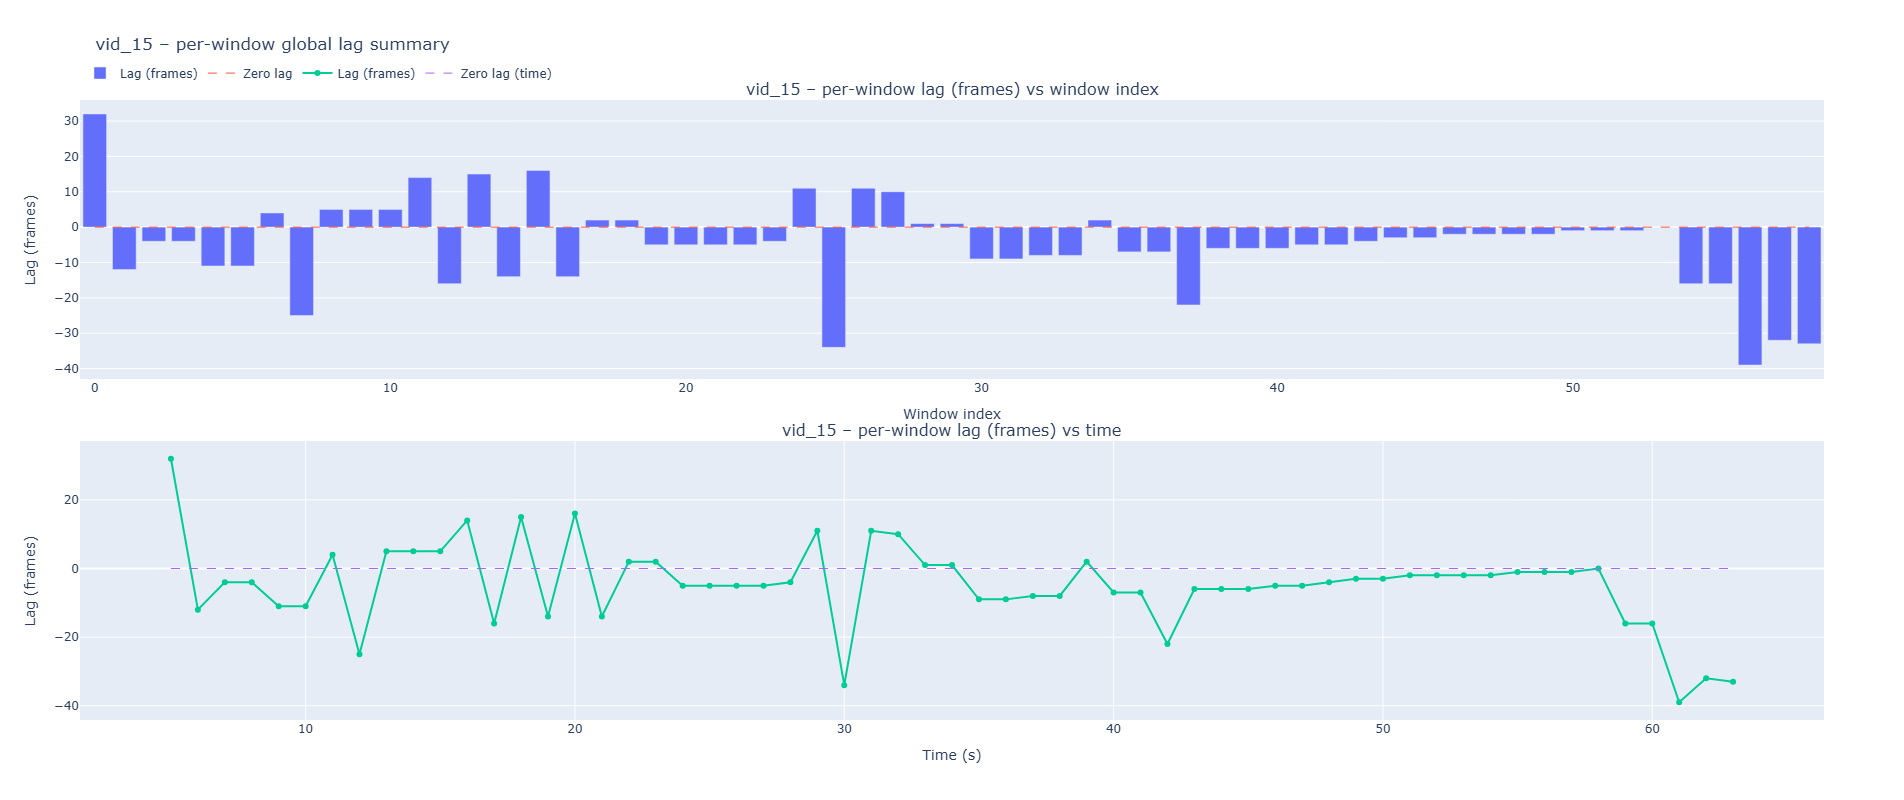 vid_15 – per-window global lag summary
Lag (frames) Zero lag Lag (frames) Zero lag (time)
vid_15 – per-window lag (frames) vs window index
30
20
10
0
−10
−20
−30
−40
Lag (frames)
0 10 20 30 40 50
Window index
vid_15 – per-window lag (frames) vs time
20
0
−20
−40
Lag (frames)
10 20 30 40 50 60
Time (s)